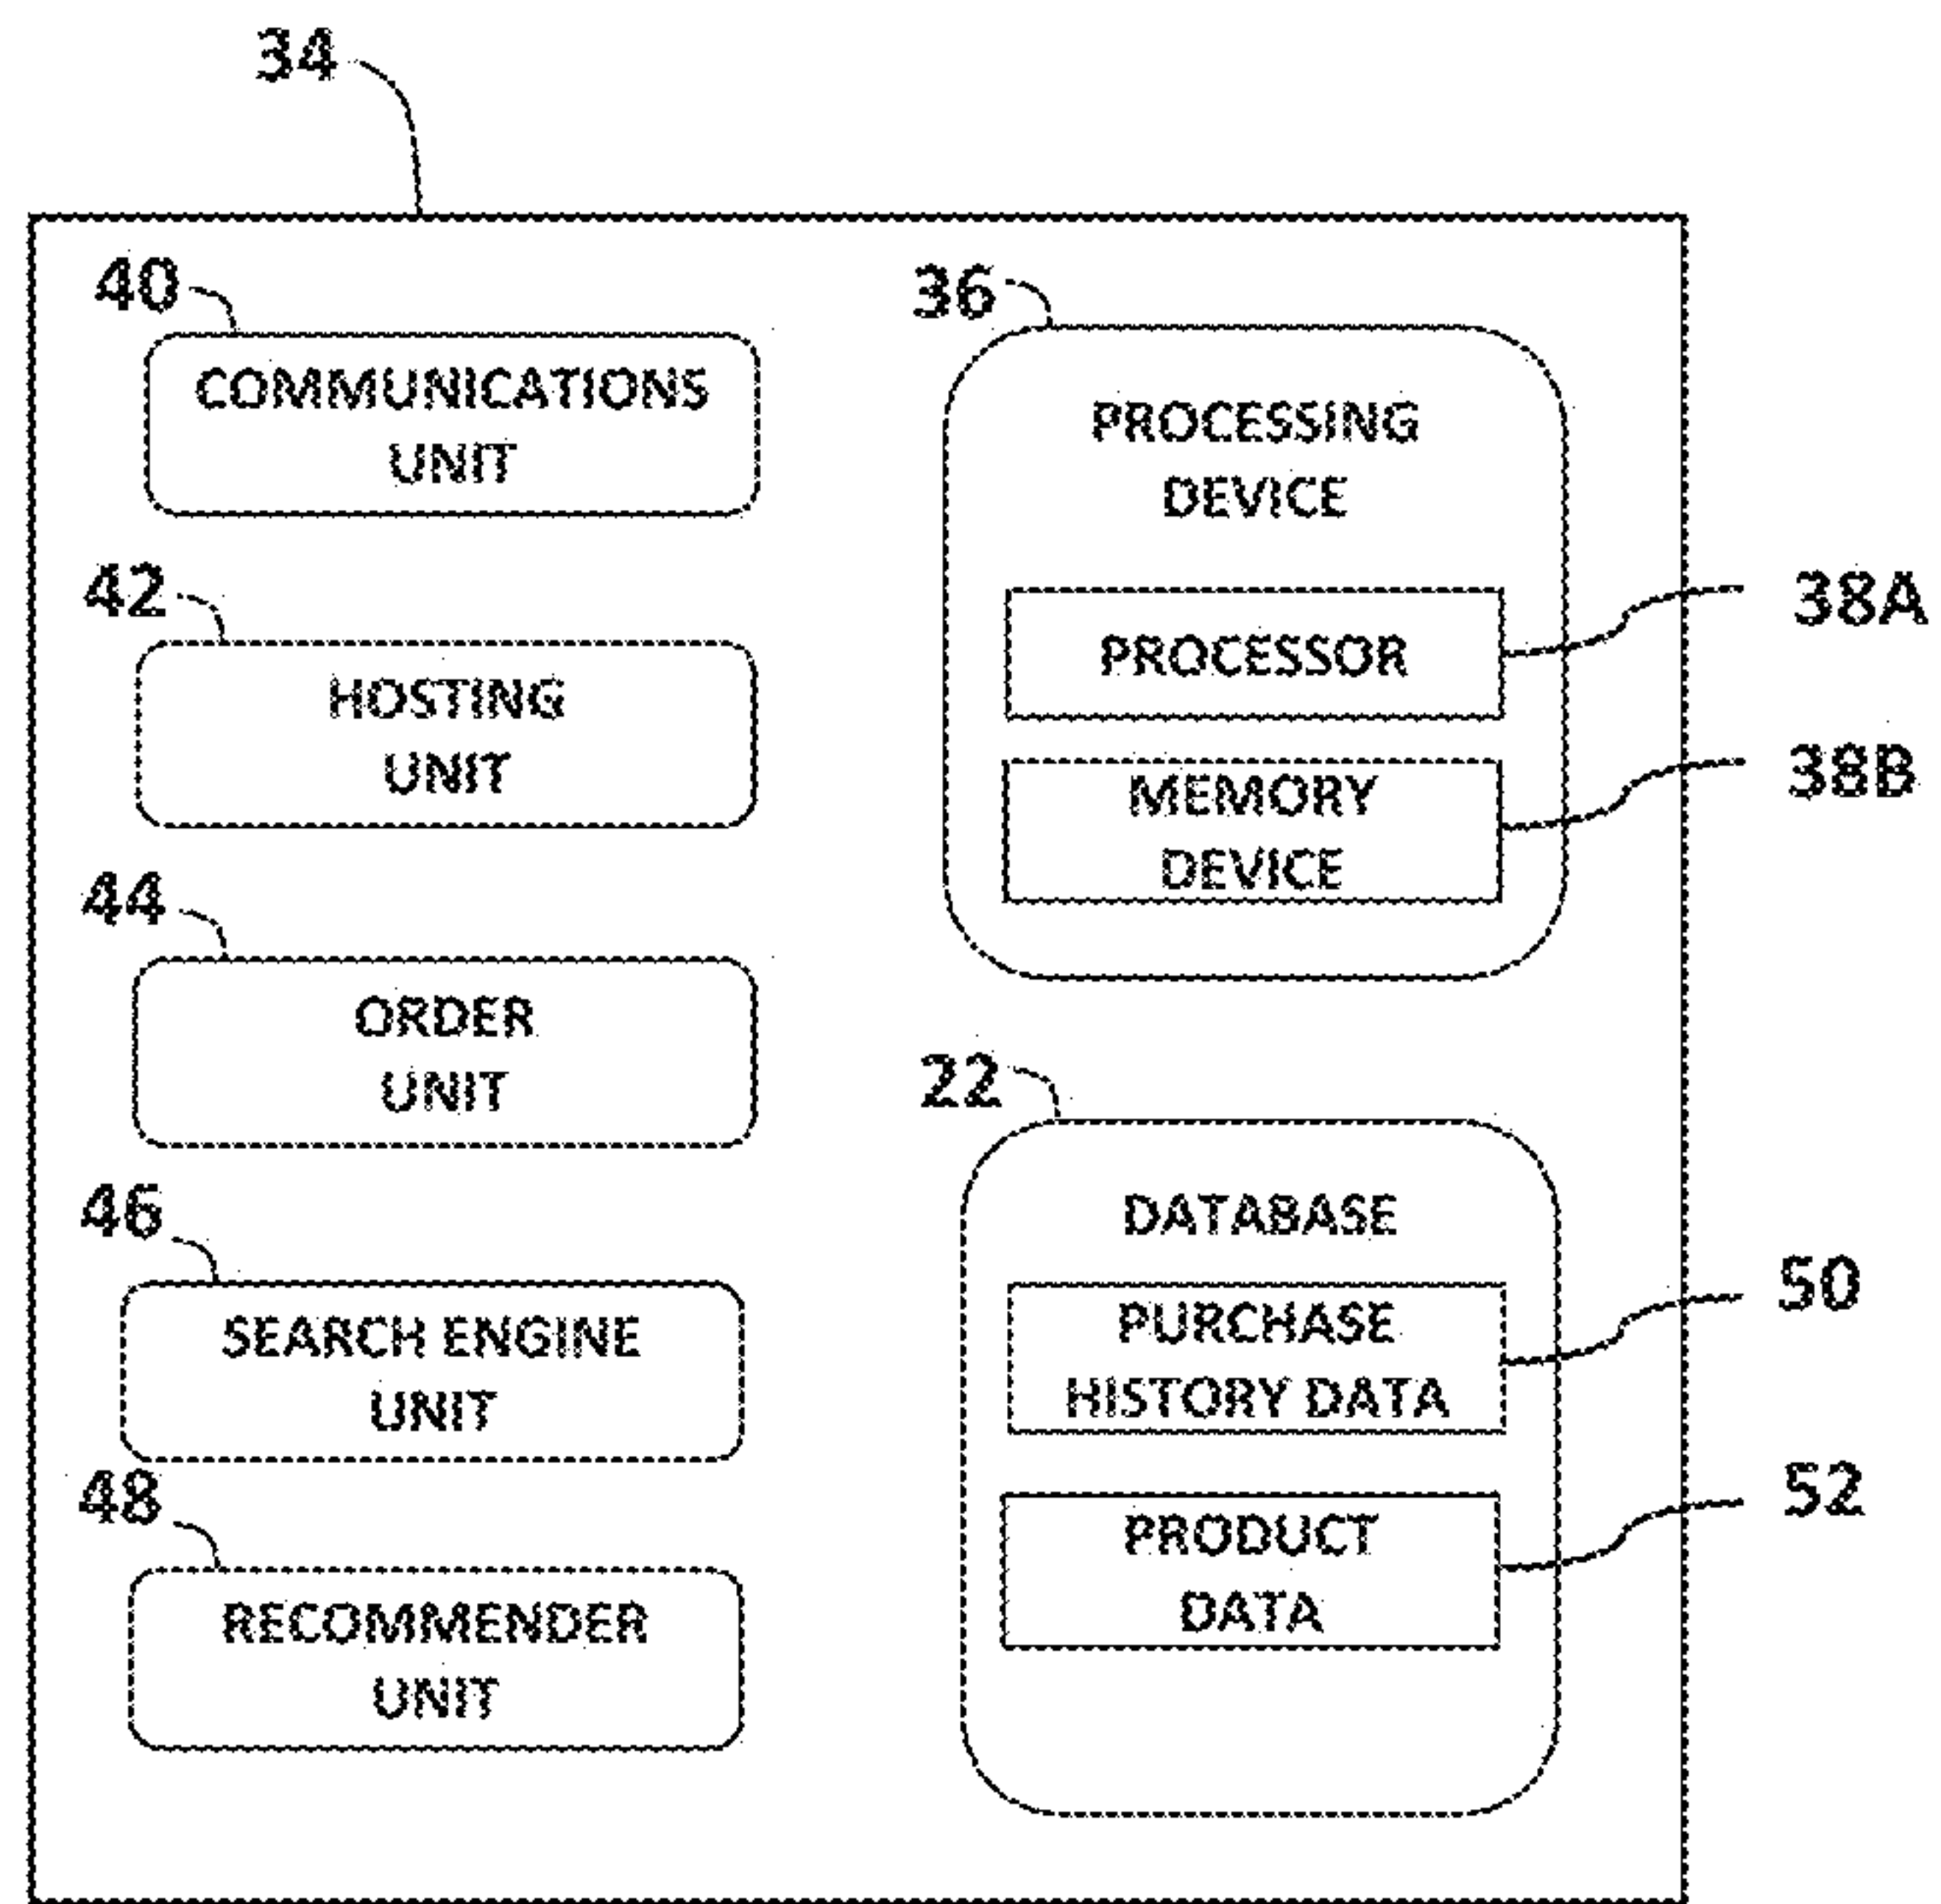 34
40
COMMUNICATIONS
UNIT
42
HOSTING
UNIT
44
ORDER
UNIT
46
SEARCH ENGINE
UNIT
48
RECOMMENDER
UNIT
36
PROCESSING
DEVICE
PROCESSOR
38A
MEMORY
DEVICE
38B
22
DATABASE
PURCHASE
HISTORY DATA
50
PRODUCT
DATA
52